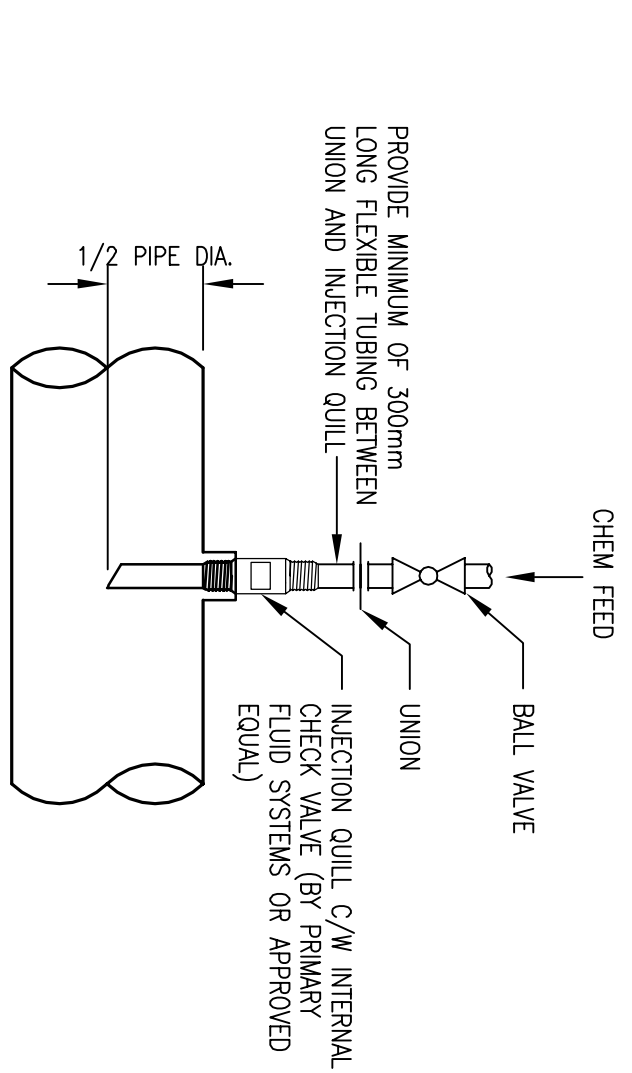 CHEM FEED
BALL VALVE
UNION
INJECTION QUILL C/W INTERNAL
CHECK VALVE (BY PRIMARY
FLUID SYSTEMS OR APPROVED
EQUAL)
PROVIDE MINIMUM OF 300mm
LONG FLEXIBLE TUBING BETWEEN
UNION AND INJECTION QUILL
1/2 PIPE DIA.